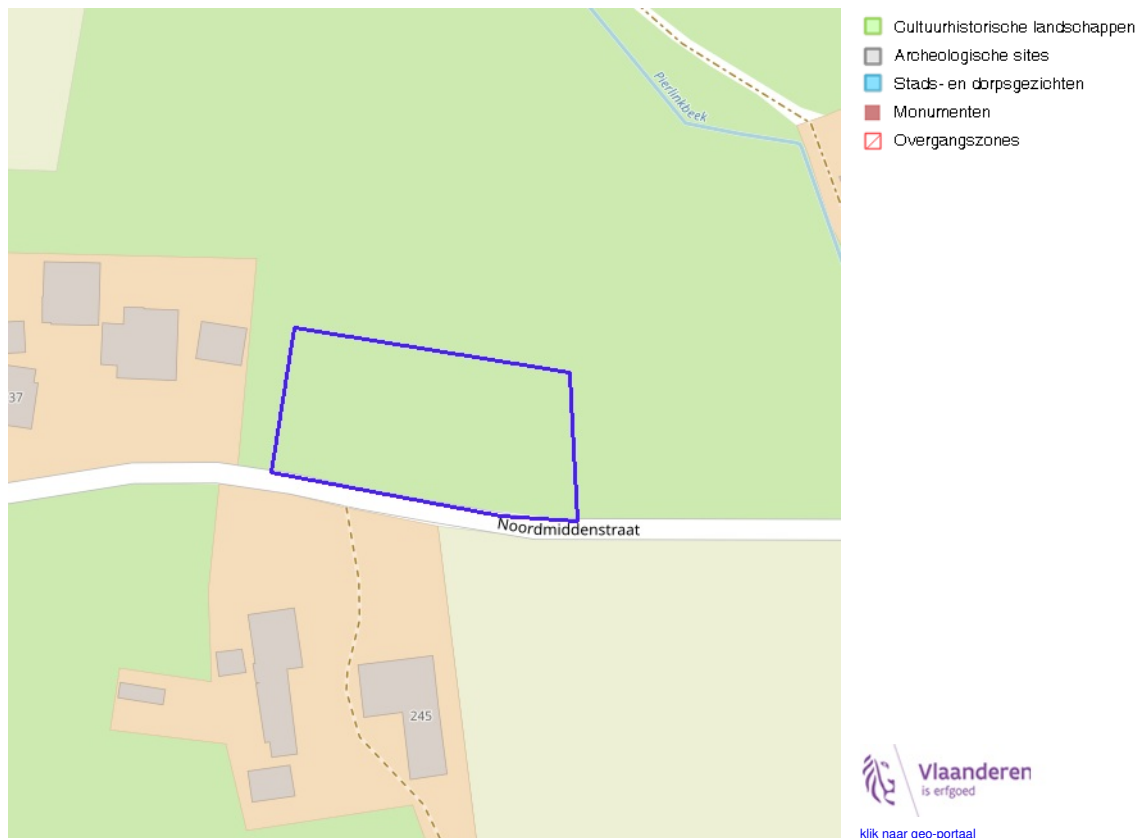 Cultuurhistorische landschappen
Archeologische sites
Stads- en dorpsgezichten
Monumenten
Overgangszones
Pierlinkbeek
37
Noordmiddenstraat
245
Vlaanderen
is erfgoed
klik naar geo-portaal